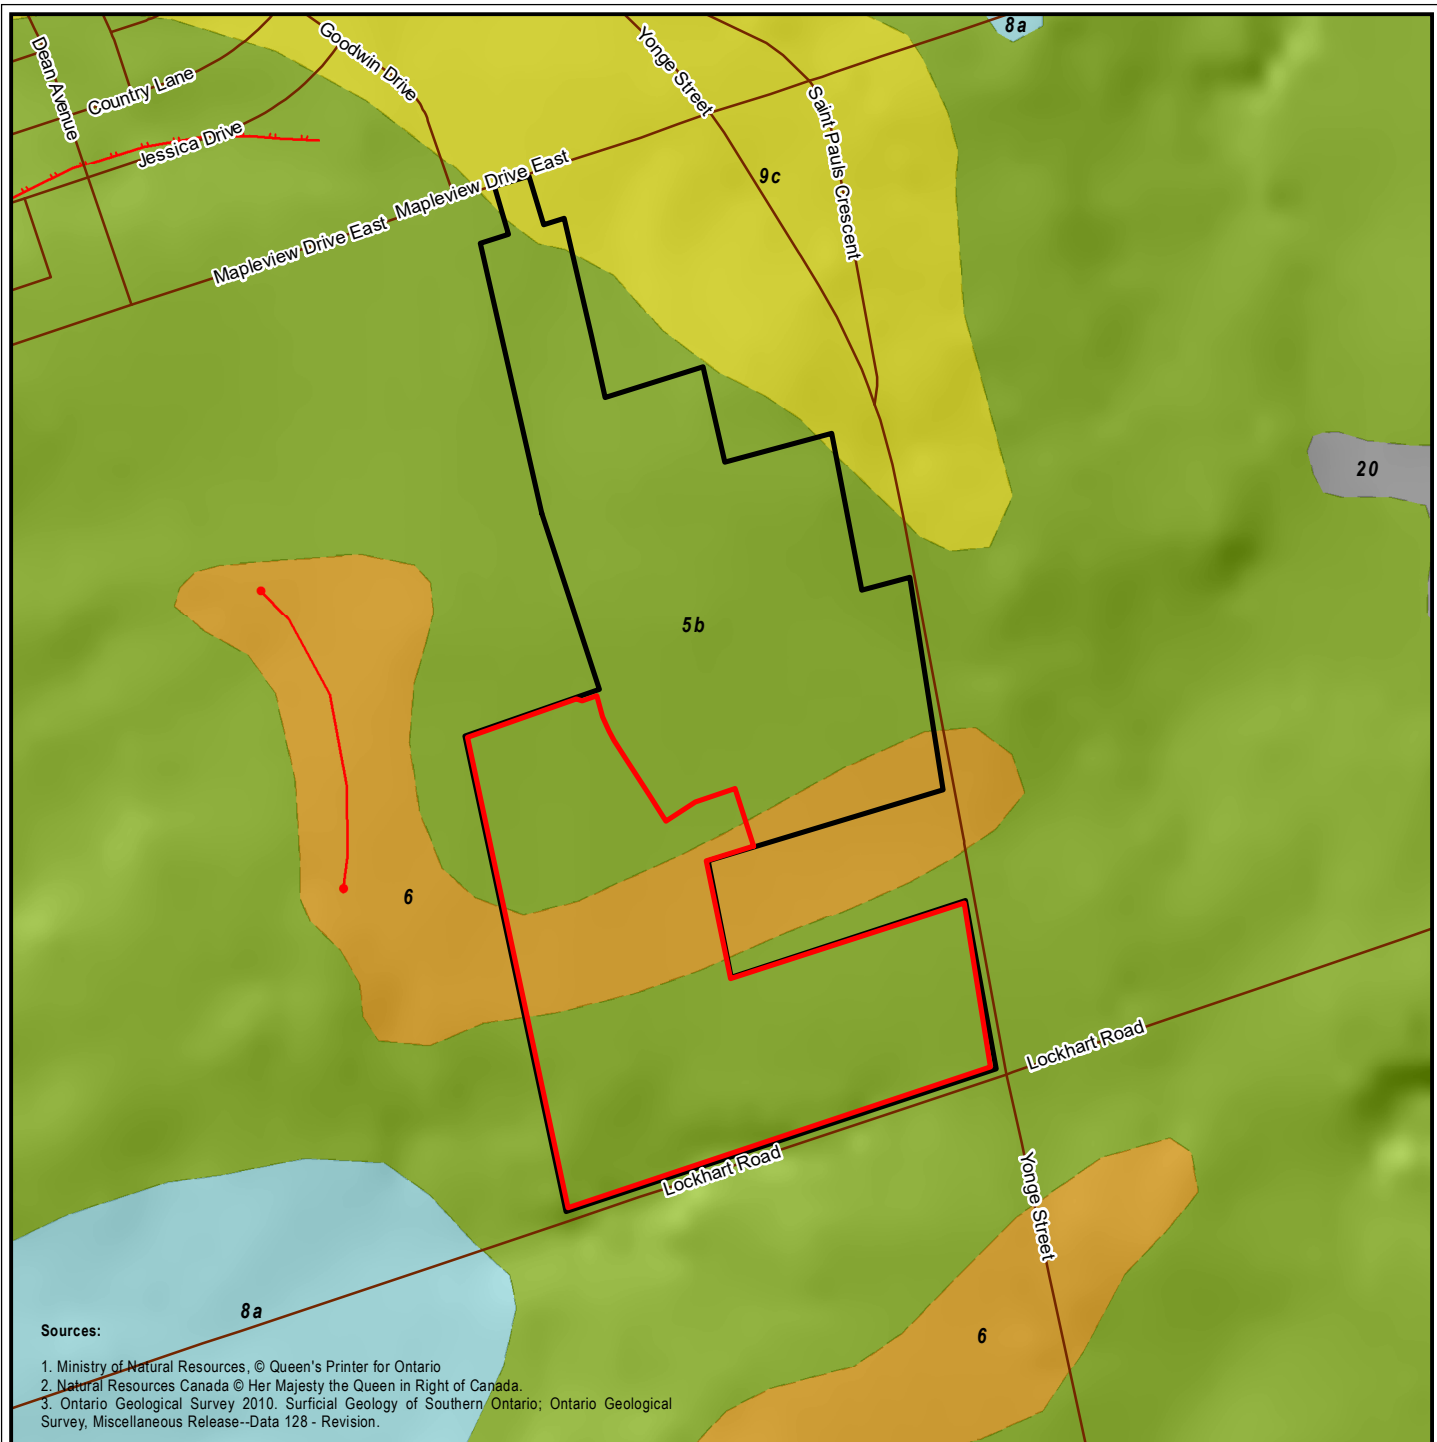 8a
Dean Avenue
Country Lane
Goodwin Drive
Yonge Street
Saint Pauls Crescent
Jessica Drive
Mapleview Drive East
Mapleview Drive East
9c
20
5b
6
Lockhart Road
Lockhart Road
Yonge Street
8a
6
Sources:
1. Ministry of Natural Resources, © Queen's Printer for Ontario
2. Natural Resources Canada © Her Majesty the Queen in Right of Canada.
3. Ontario Geological Survey 2010. Surficial Geology of Southern Ontario; Ontario Geological
Survey, Miscellaneous Release--Data 128 - Revision.